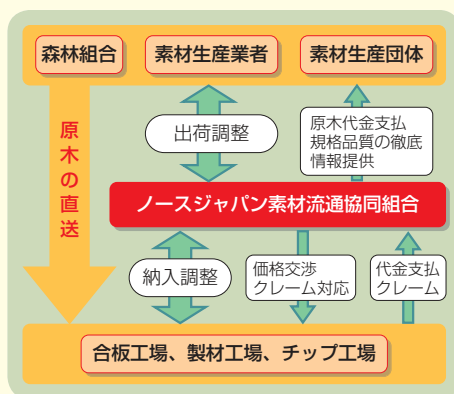 森林組合
素材生産業者
素材生産団体
原木の直送
出荷調整
原木代金支払
規格品質の徹底
情報提供
ノースジャパン素材流通協同組合
納入調整
価格交渉
クレーム対応
代金支払
クレーム
合板工場、製材工場、チップ工場